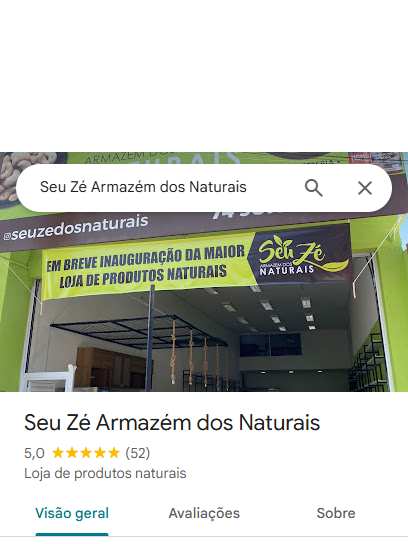 ARMAZÉM DOS
Seu Zé Armazém dos Naturais
@seuzedosnaturais
EM BREVE INAUGURAÇÃO DA MAIOR
LOJA DE PRODUTOS NATURAIS
Seu Zé
ARMAZÉM DOS
NATURAIS
Seu Zé Armazém dos Naturais
5,0 ★★★★★ (52)
Loja de produtos naturais
Visão geral
Avaliações
Sobre